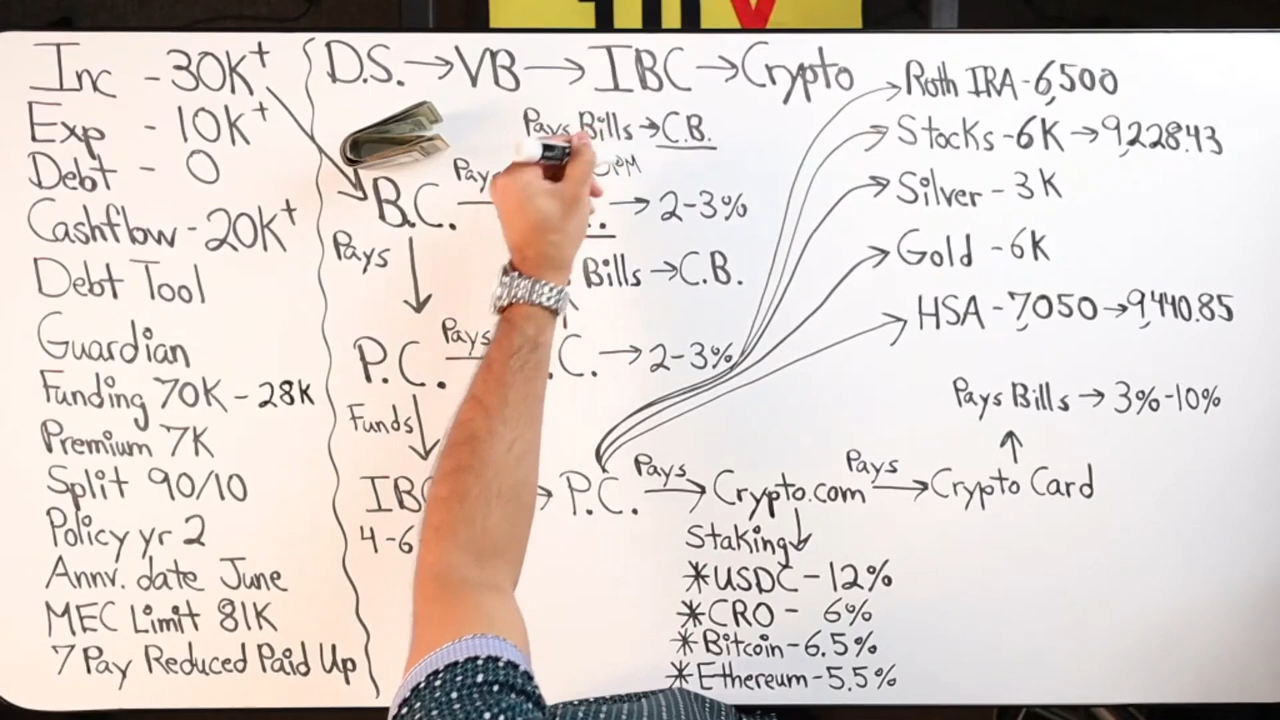 Inc - 30K+
Exp - 10K+
Debt - 0
Cashflow - 20K+
Debt Tool
Guardian
Funding 70K - 28K
Premium 7K
Split 90/10
Policy yr 2
Annv. date June
MEC Limit 81K
7 Pay Reduced Paid Up
D.S. → VB → IBC → Crypto
Pays Bills → C.B.
B.C. → 2-3%
Pays
Bills → C.B.
P.C. Pays C. → 2-3%
Funds
IBC → P.C. Pays → Crypto.com Pays → Crypto Card
4-6
Pays Bills → 3%-10%
Staking
*USDC - 12%
*CRO - 6%
*Bitcoin - 6.5%
*Ethereum - 5.5%
Roth IRA - 6,500
Stocks - 6K → 9,228.43
Silver - 3K
Gold - 6K
HSA - 7,050 → 9,440.85